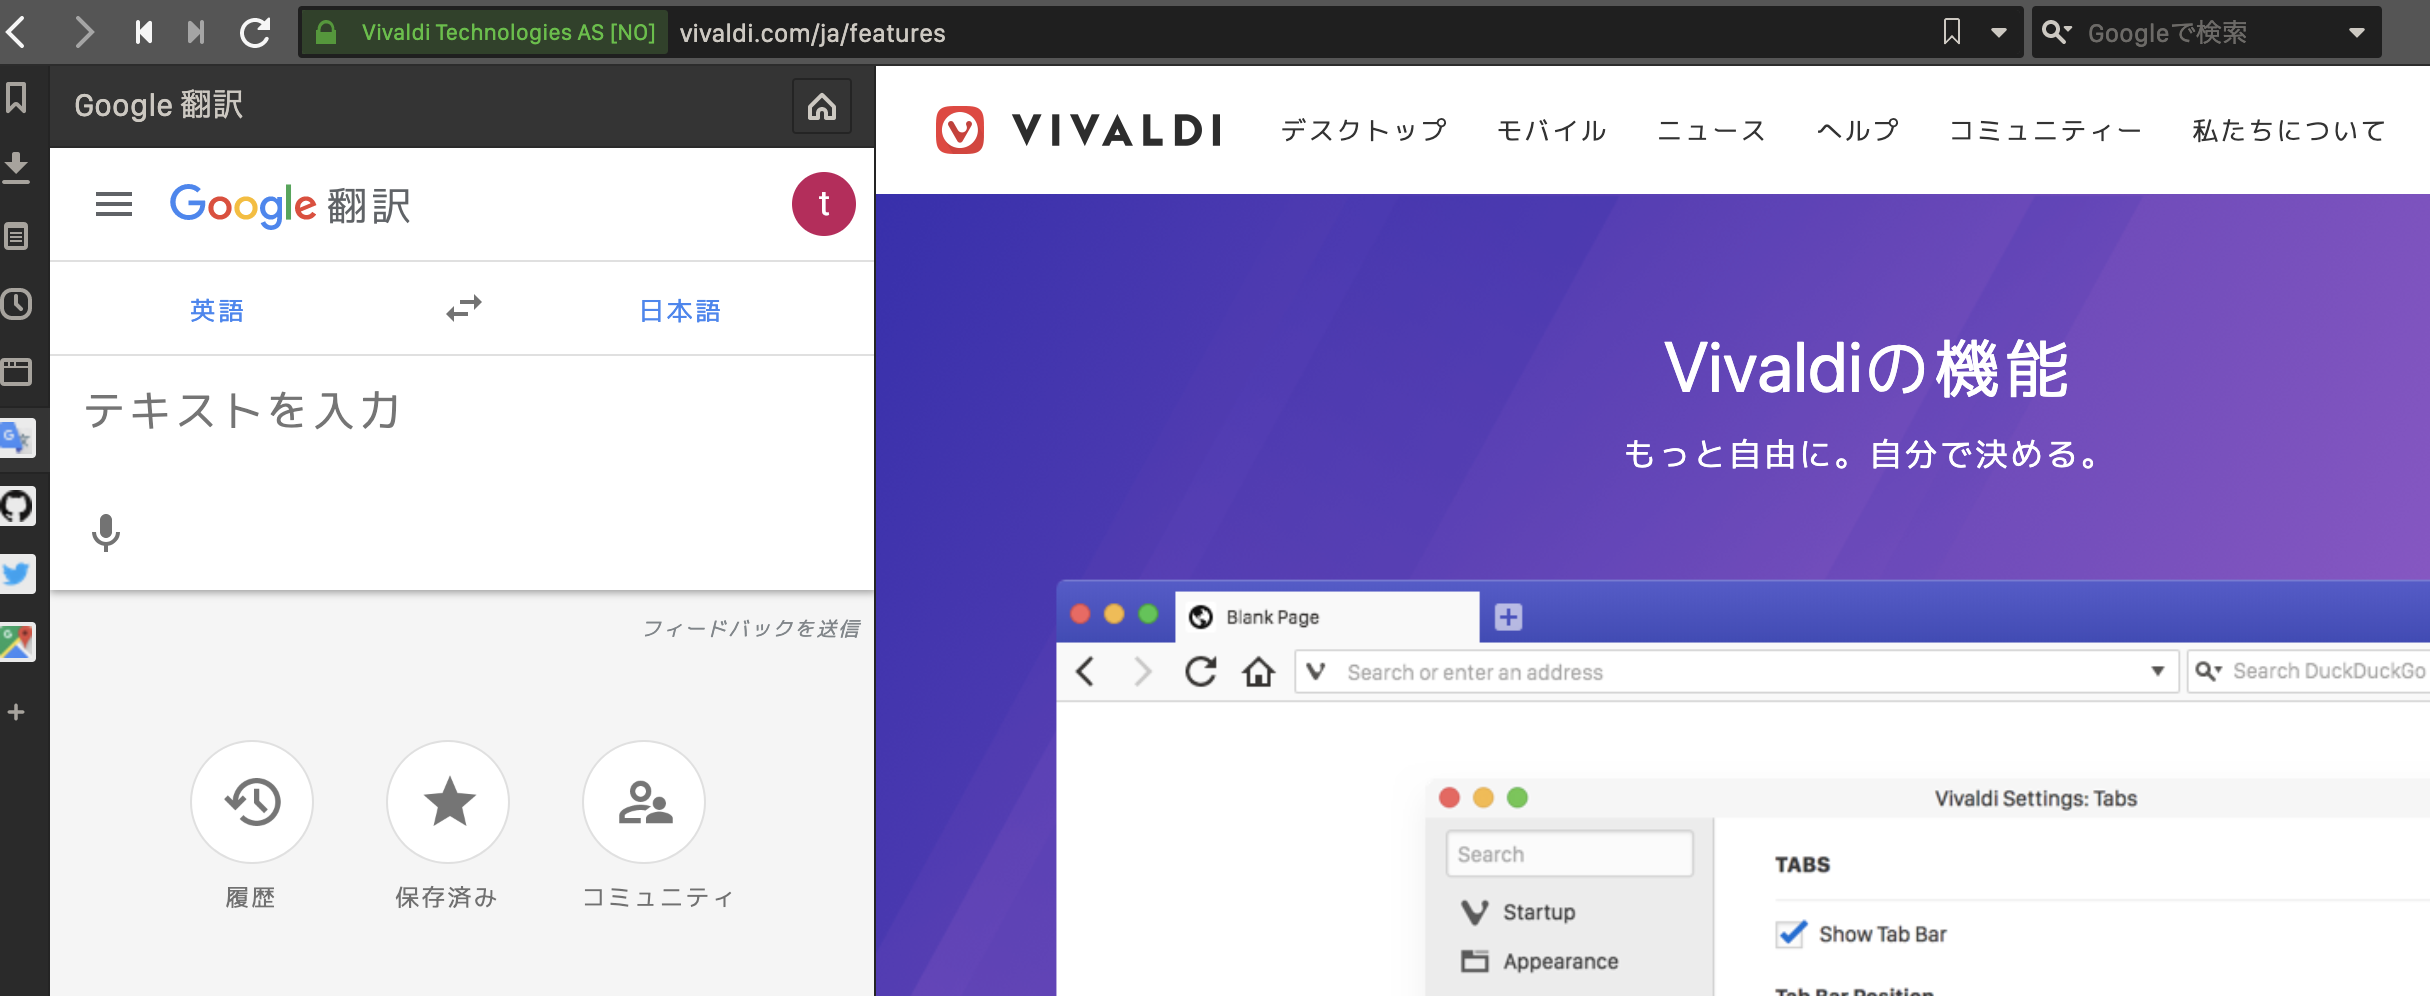 Vivaldi Technologies AS [NO] vivaldi.com/ja/features Googleで検索
Google 翻訳
Google 翻訳 t
英語 日本語
テキストを入力
フィードバックを送信
履歴 保存済み コミュニティ
VIVALDI デスクトップ モバイル ニュース ヘルプ コミュニティー 私たちについて
Vivaldiの機能
もっと自由に。自分で決める。
Blank Page
Search or enter an address Search DuckDuckGo
Vivaldi Settings: Tabs
Search
TABS
Startup
Show Tab Bar
Appearance
Tab Bar Position